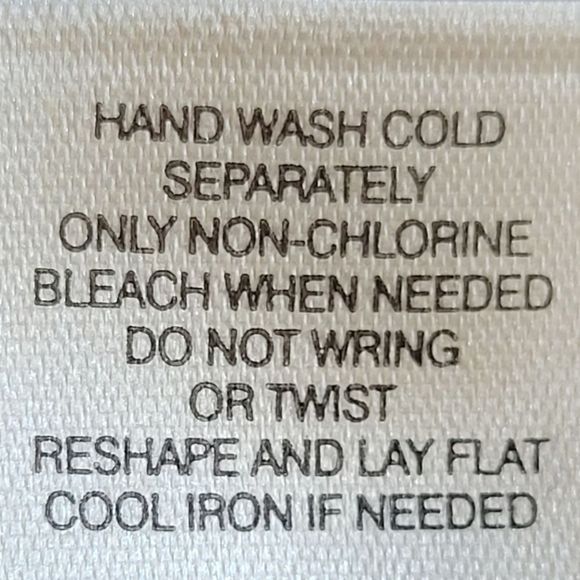 HAND WASH COLD
SEPARATELY
ONLY NON-CHLORINE
BLEACH WHEN NEEDED
DO NOT WRING
OR TWIST
RESHAPE AND LAY FLAT
COOL IRON IF NEEDED